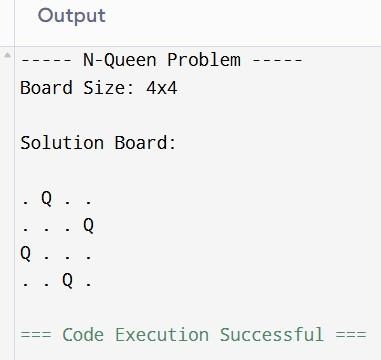 Output
----- N-Queen Problem -----
Board Size: 4x4
Solution Board:
. Q . .
. . . Q
Q . . .
. . Q .
=== Code Execution Successful ===